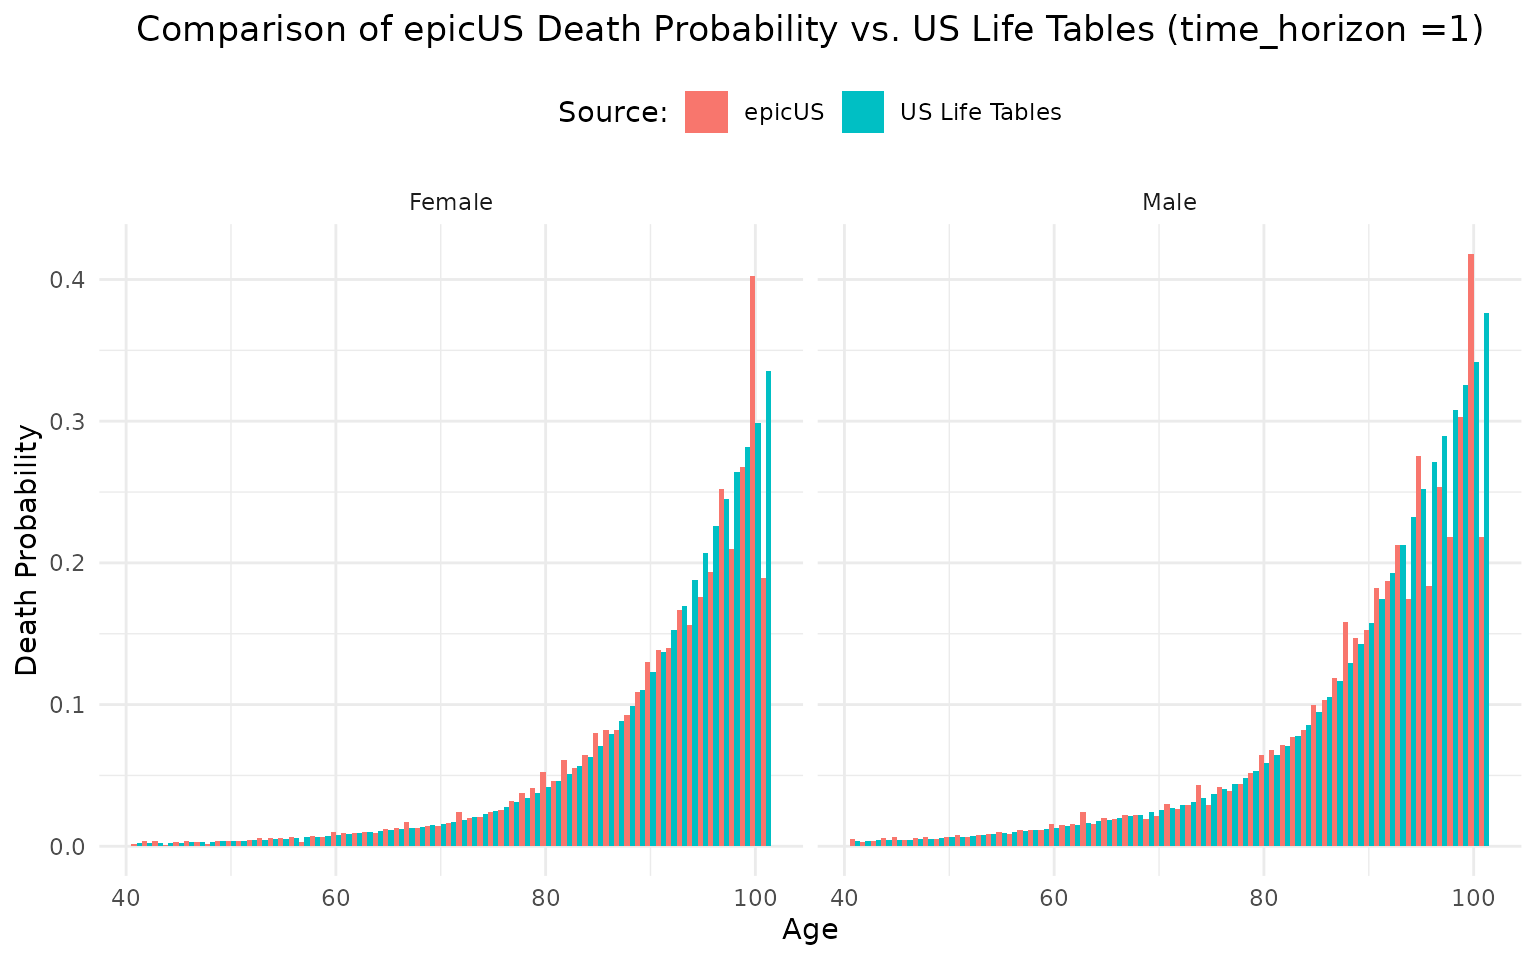 Comparison of epicUS Death Probability vs. US Life Tables (time_horizon =1)
Source: epicUS US Life Tables
Female Male
0.4
0.3
0.2
0.1
0.0
Death Probability
40 60 80 100 40 60 80 100
Age